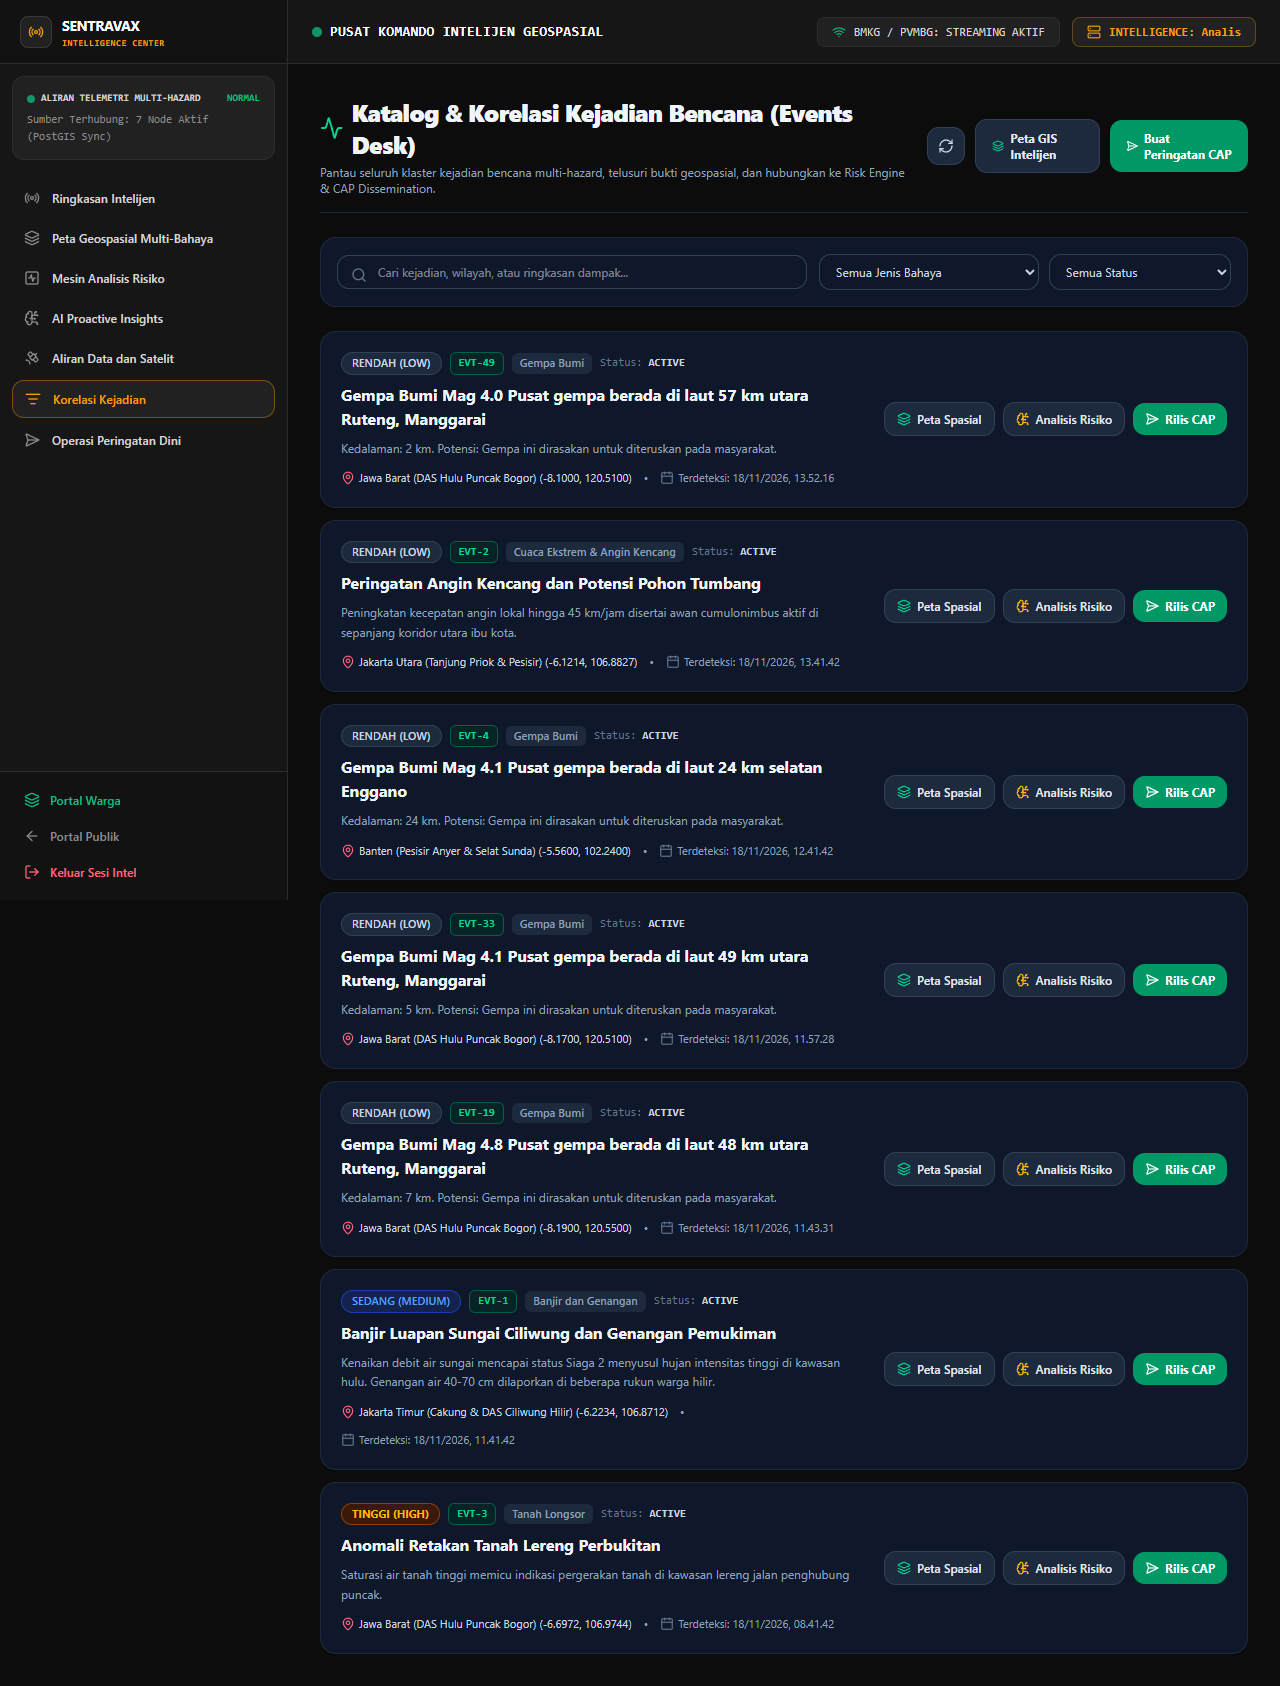 SENTRAVAX
INTELLIGENCE CENTER
PUSAT KOMANDO INTELIJEN GEOSPASIAL
BMKG / PVMBG: STREAMING AKTIF
INTELLIGENCE: Analis
ALIRAN TELEMETRI MULTI-HAZARD NORMAL
Sumber Terhubung: 7 Node Aktif
(PostGIS Sync)
Ringkasan Intelijen
Peta Geospasial Multi-Bahaya
Mesin Analisis Risiko
AI Proactive Insights
Aliran Data dan Satelit
Korelasi Kejadian
Operasi Peringatan Dini
Portal Warga
Portal Publik
Keluar Sesi Intel
Katalog & Korelasi Kejadian Bencana (Events
Desk)
Pantau seluruh klaster kejadian bencana multi-hazard, telusuri bukti geospasial, dan hubungkan ke Risk Engine
& CAP Dissemination.
Peta GIS
Intelijen
Buat
Peringatan CAP
Cari kejadian, wilayah, atau ringkasan dampak...
Semua Jenis Bahaya
Semua Status
RENDAH (LOW) EVT-49 Gempa Bumi Status: ACTIVE
Gempa Bumi Mag 4.0 Pusat gempa berada di laut 57 km utara
Ruteng, Manggarai
Kedalaman: 2 km. Potensi: Gempa ini dirasakan untuk diteruskan pada masyarakat.
Jawa Barat (DAS Hulu Puncak Bogor) (-8.1000, 120.5100) • Terdeteksi: 18/11/2026, 13.52.16
Peta Spasial Analisis Risiko Rilis CAP
RENDAH (LOW) EVT-2 Cuaca Ekstrem & Angin Kencang Status: ACTIVE
Peringatan Angin Kencang dan Potensi Pohon Tumbang
Peningkatan kecepatan angin lokal hingga 45 km/jam disertai awan cumulonimbus aktif di
sepanjang koridor utara ibu kota.
Jakarta Utara (Tanjung Priok & Pesisir) (-6.1214, 106.8827) • Terdeteksi: 18/11/2026, 13.41.42
Peta Spasial Analisis Risiko Rilis CAP
RENDAH (LOW) EVT-4 Gempa Bumi Status: ACTIVE
Gempa Bumi Mag 4.1 Pusat gempa berada di laut 24 km selatan
Enggano
Kedalaman: 24 km. Potensi: Gempa ini dirasakan untuk diteruskan pada masyarakat.
Banten (Pesisir Anyer & Selat Sunda) (-5.5600, 102.2400) • Terdeteksi: 18/11/2026, 12.41.42
Peta Spasial Analisis Risiko Rilis CAP
RENDAH (LOW) EVT-33 Gempa Bumi Status: ACTIVE
Gempa Bumi Mag 4.1 Pusat gempa berada di laut 49 km utara
Ruteng, Manggarai
Kedalaman: 5 km. Potensi: Gempa ini dirasakan untuk diteruskan pada masyarakat.
Jawa Barat (DAS Hulu Puncak Bogor) (-8.1700, 120.5100) • Terdeteksi: 18/11/2026, 11.57.28
Peta Spasial Analisis Risiko Rilis CAP
RENDAH (LOW) EVT-19 Gempa Bumi Status: ACTIVE
Gempa Bumi Mag 4.8 Pusat gempa berada di laut 48 km utara
Ruteng, Manggarai
Kedalaman: 7 km. Potensi: Gempa ini dirasakan untuk diteruskan pada masyarakat.
Jawa Barat (DAS Hulu Puncak Bogor) (-8.1900, 120.5500) • Terdeteksi: 18/11/2026, 11.43.31
Peta Spasial Analisis Risiko Rilis CAP
SEDANG (MEDIUM) EVT-1 Banjir dan Genangan Status: ACTIVE
Banjir Luapan Sungai Ciliwung dan Genangan Pemukiman
Kenaikan debit air sungai mencapai status Siaga 2 menyusul hujan intensitas tinggi di kawasan
hulu. Genangan air 40-70 cm dilaporkan di beberapa rukun warga hilir.
Jakarta Timur (Cakung & DAS Ciliwung Hilir) (-6.2234, 106.8712) •
Terdeteksi: 18/11/2026, 11.41.42
Peta Spasial Analisis Risiko Rilis CAP
TINGGI (HIGH) EVT-3 Tanah Longsor Status: ACTIVE
Anomali Retakan Tanah Lereng Perbukitan
Saturasi air tanah tinggi memicu indikasi pergerakan tanah di kawasan lereng jalan penghubung
puncak.
Jawa Barat (DAS Hulu Puncak Bogor) (-6.6972, 106.9744) • Terdeteksi: 18/11/2026, 08.41.42
Peta Spasial Analisis Risiko Rilis CAP